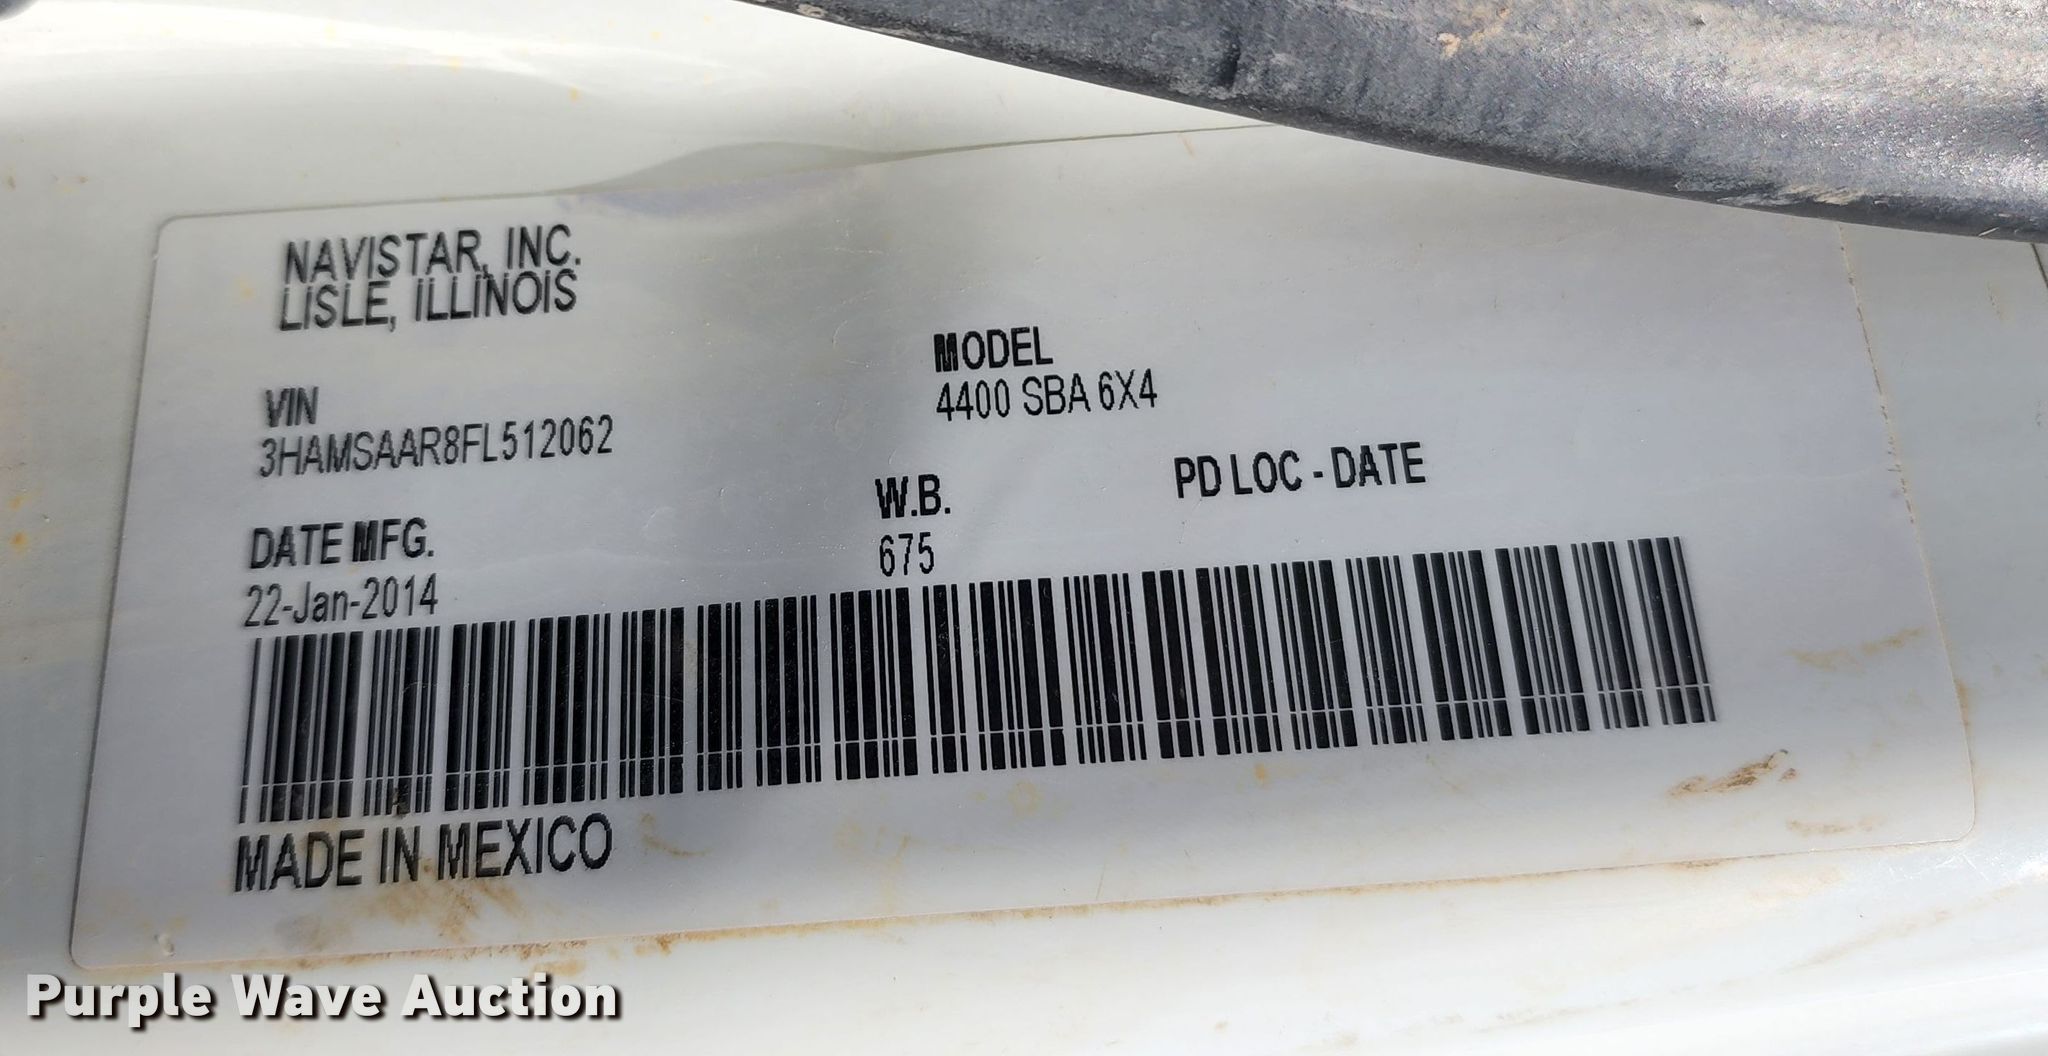 NAVISTAR, INC.
LISLE, ILLINOIS
MODEL
4400 SBA 6X4
VIN
3HAMSAAR8FL512062
W.B.
675
PD LOC - DATE
DATE MFG.
22-Jan-2014
MADE IN MEXICO
Purple Wave Auction